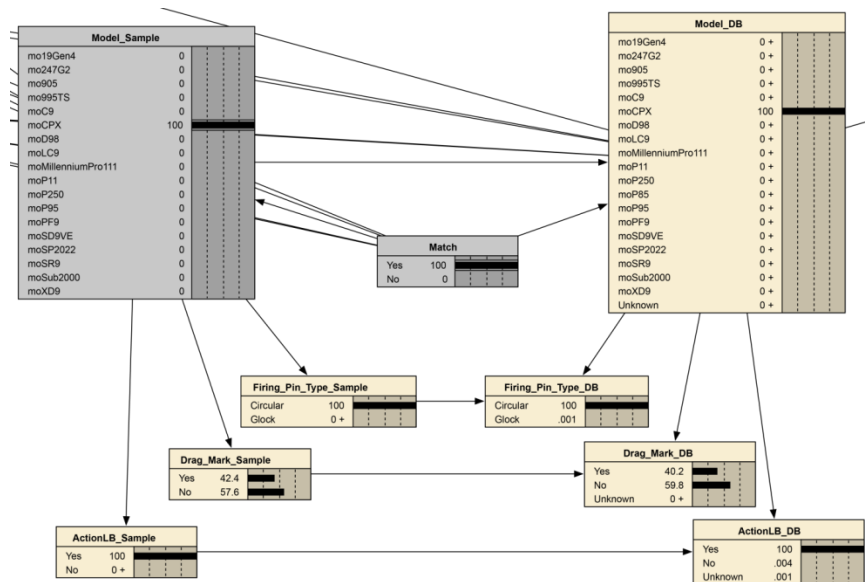 Model_Sample
mo19Gen4 0
mo247G2 0
mo905 0
mo995TS 0
moC9 0
moCPX 100
moD98 0
moLC9 0
moMillenniumPro111 0
moP11 0
moP250 0
moP95 0
moPF9 0
moSD9VE 0
moSP2022 0
moSR9 0
moSub2000 0
moXD9 0
Model_DB
mo19Gen4 0 +
mo247G2 0 +
mo905 0 +
mo995TS 0 +
moC9 0 +
moCPX 100
moD98 0 +
moLC9 0 +
moMillenniumPro111 0 +
moP11 0 +
moP250 0 +
moP85 0 +
moP95 0 +
moPF9 0 +
moSD9VE 0 +
moSP2022 0 +
moSR9 0 +
moSub2000 0 +
moXD9 0 +
Unknown 0 +
Match
Yes 100
No 0
Firing_Pin_Type_Sample
Circular 100
Glock 0 +
Firing_Pin_Type_DB
Circular 100
Glock .001
Drag_Mark_Sample
Yes 42.4
No 57.6
Drag_Mark_DB
Yes 40.2
No 59.8
Unknown 0 +
ActionLB_Sample
Yes 100
No 0 +
ActionLB_DB
Yes 100
No .004
Unknown .001